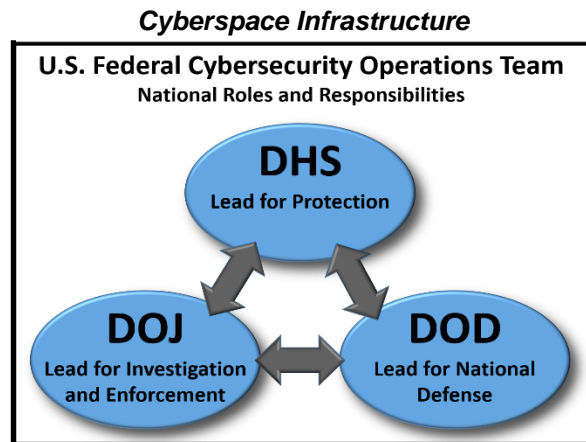 Cyberspace Infrastructure
U.S. Federal Cybersecurity Operations Team
National Roles and Responsibilities
DHS
Lead for Protection
DOJ
Lead for Investigation
and Enforcement
DOD
Lead for National
Defense